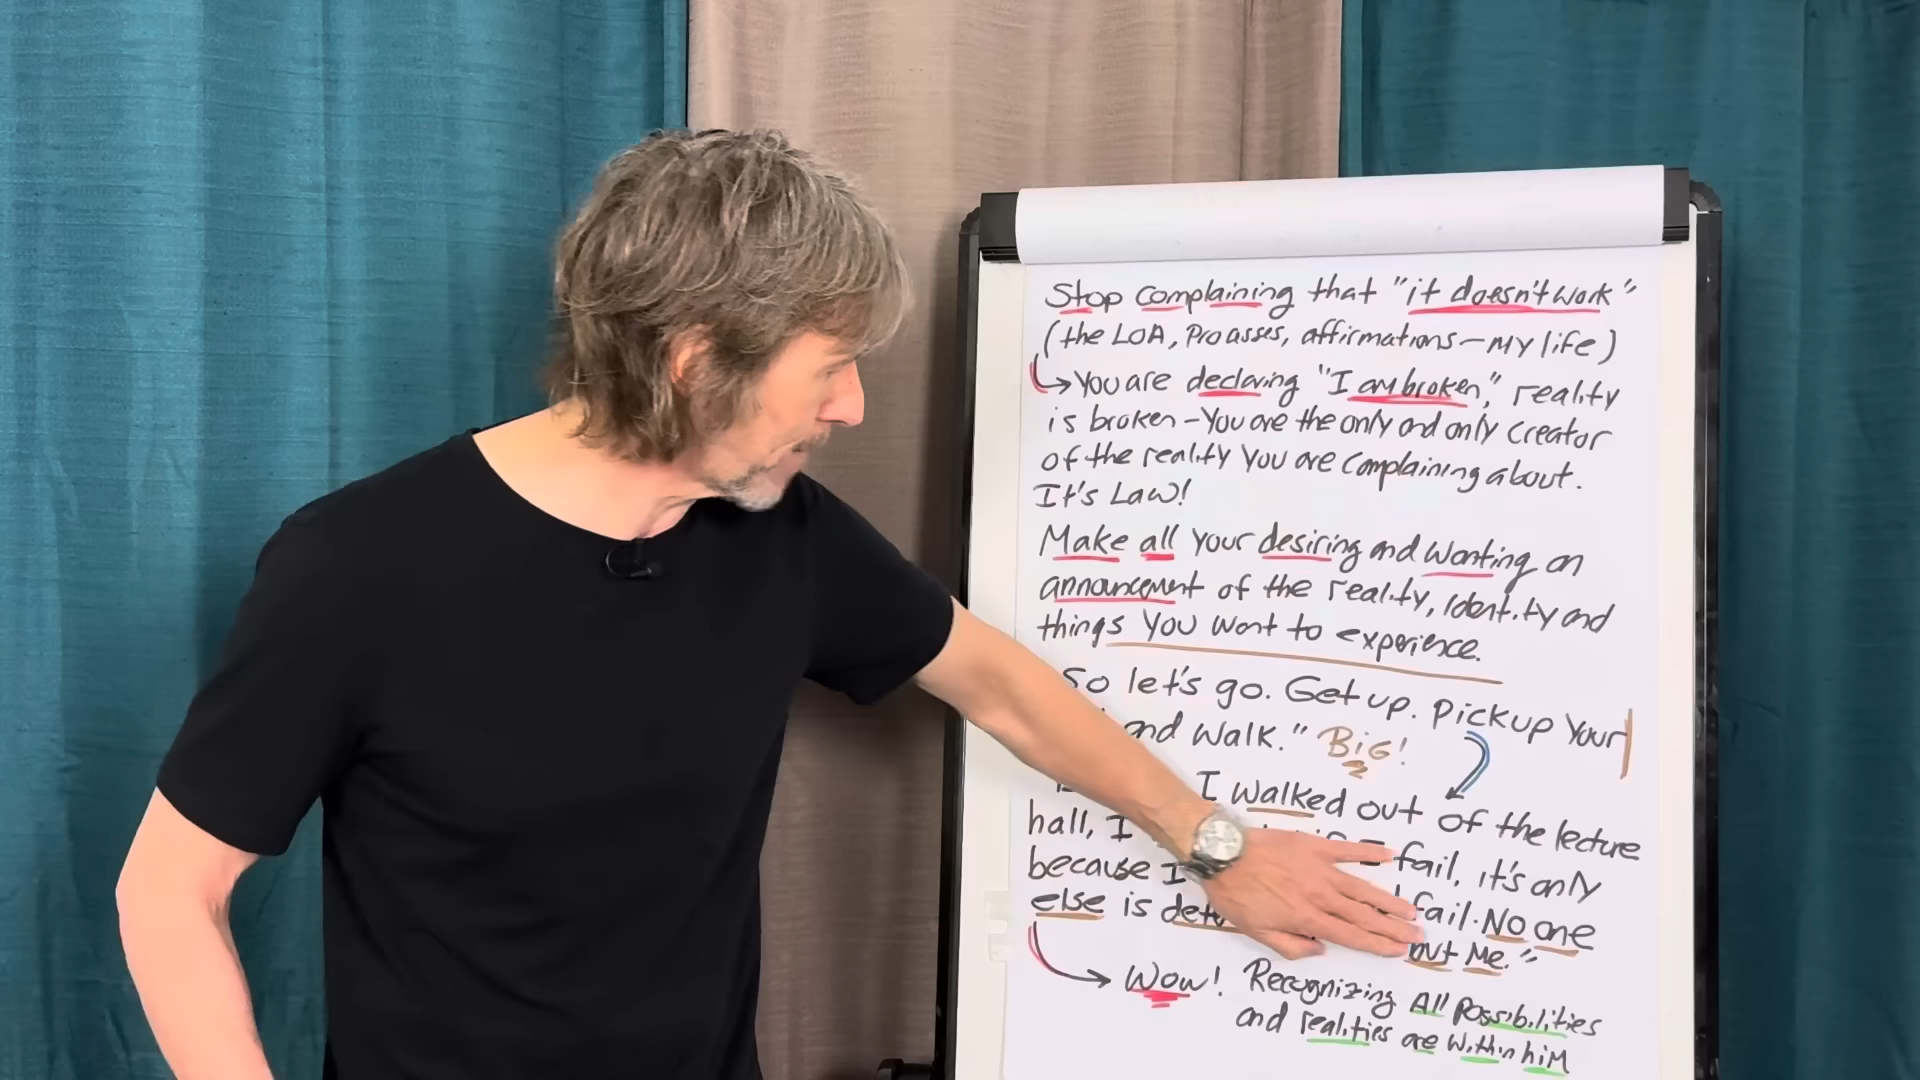 Stop complaining that "it doesn't work"
(the LOA, Proasses, affirmations - My life)
You are declaring "I am broken," reality
is broken - You are the only and only creator
of the reality you are complaining about.
It's Law!
Make all your desiring and wanting an
announcement of the reality, identity and
things you want to experience.
So let's go. Get up. Pick up Your
and walk." BIG!
I walked out of the lecture
hall, I fail, it's only
because I fail. No one
else is but Me."
Wow! Recognizing All possibilities
and realities are within him